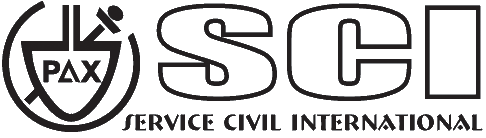 PAX
SCI
SERVICE CIVIL INTERNATIONAL